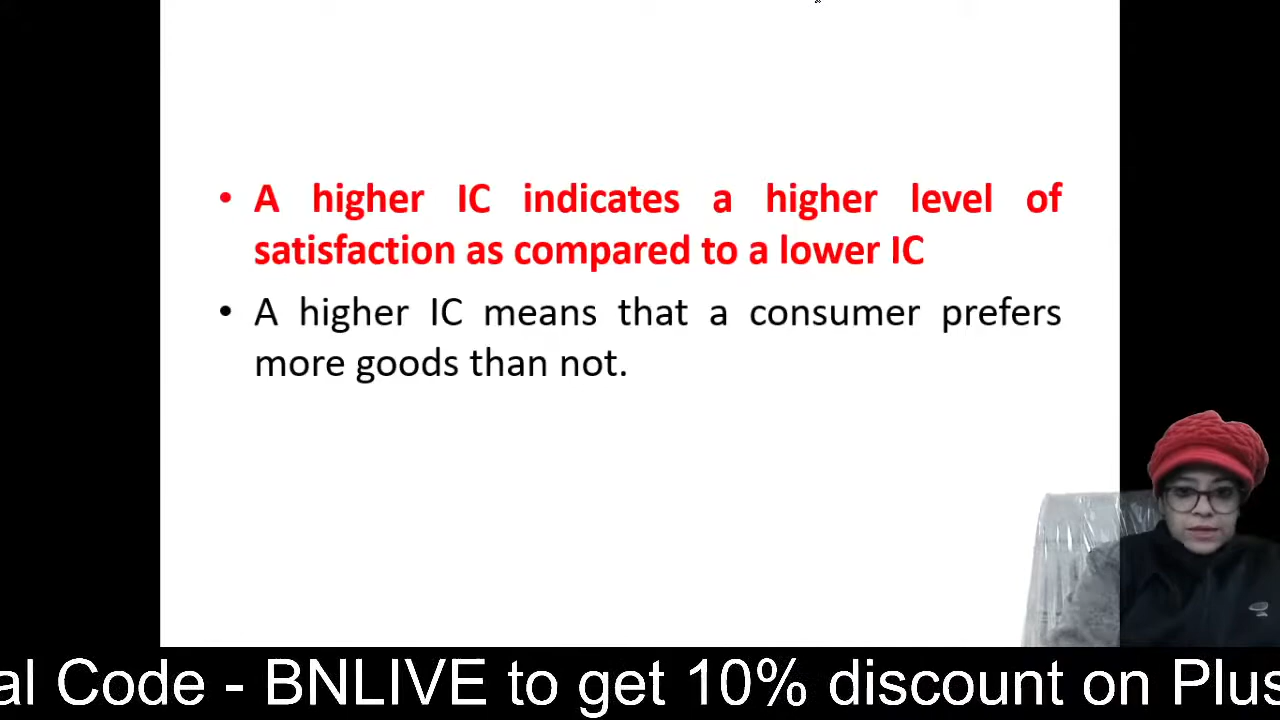 • A higher IC indicates a higher level of
satisfaction as compared to a lower IC
• A higher IC means that a consumer prefers
more goods than not.
al Code - BNLIVE to get 10% discount on Plus